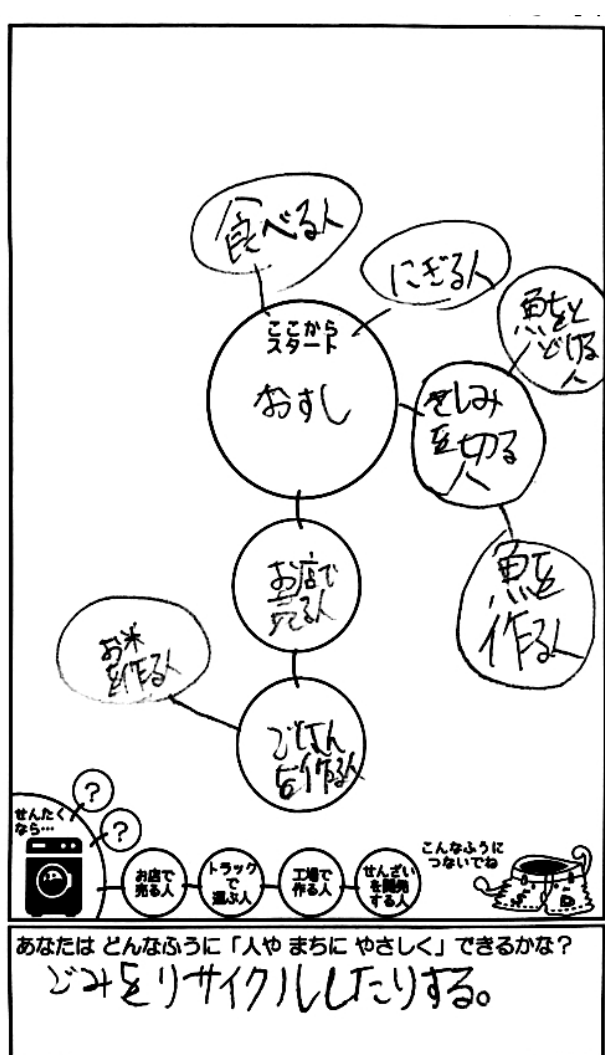 食べる人
にぎる人
魚をと
どける
人
ここから
スタート
おすし
さしみ
を切る
人
魚を
作る人
お店で
売る人
お米
を作る人
ごはん
を作る人
?
?
せんたく
なら…
お店で
売る人
トラック
で
運ぶ人
工場で
作る人
せんざい
を開発
する人
こんなふうに
つないでね
あなたは どんなふうに「人や まちに やさしく」できるかな?
ごみをリサイクルしたりする。